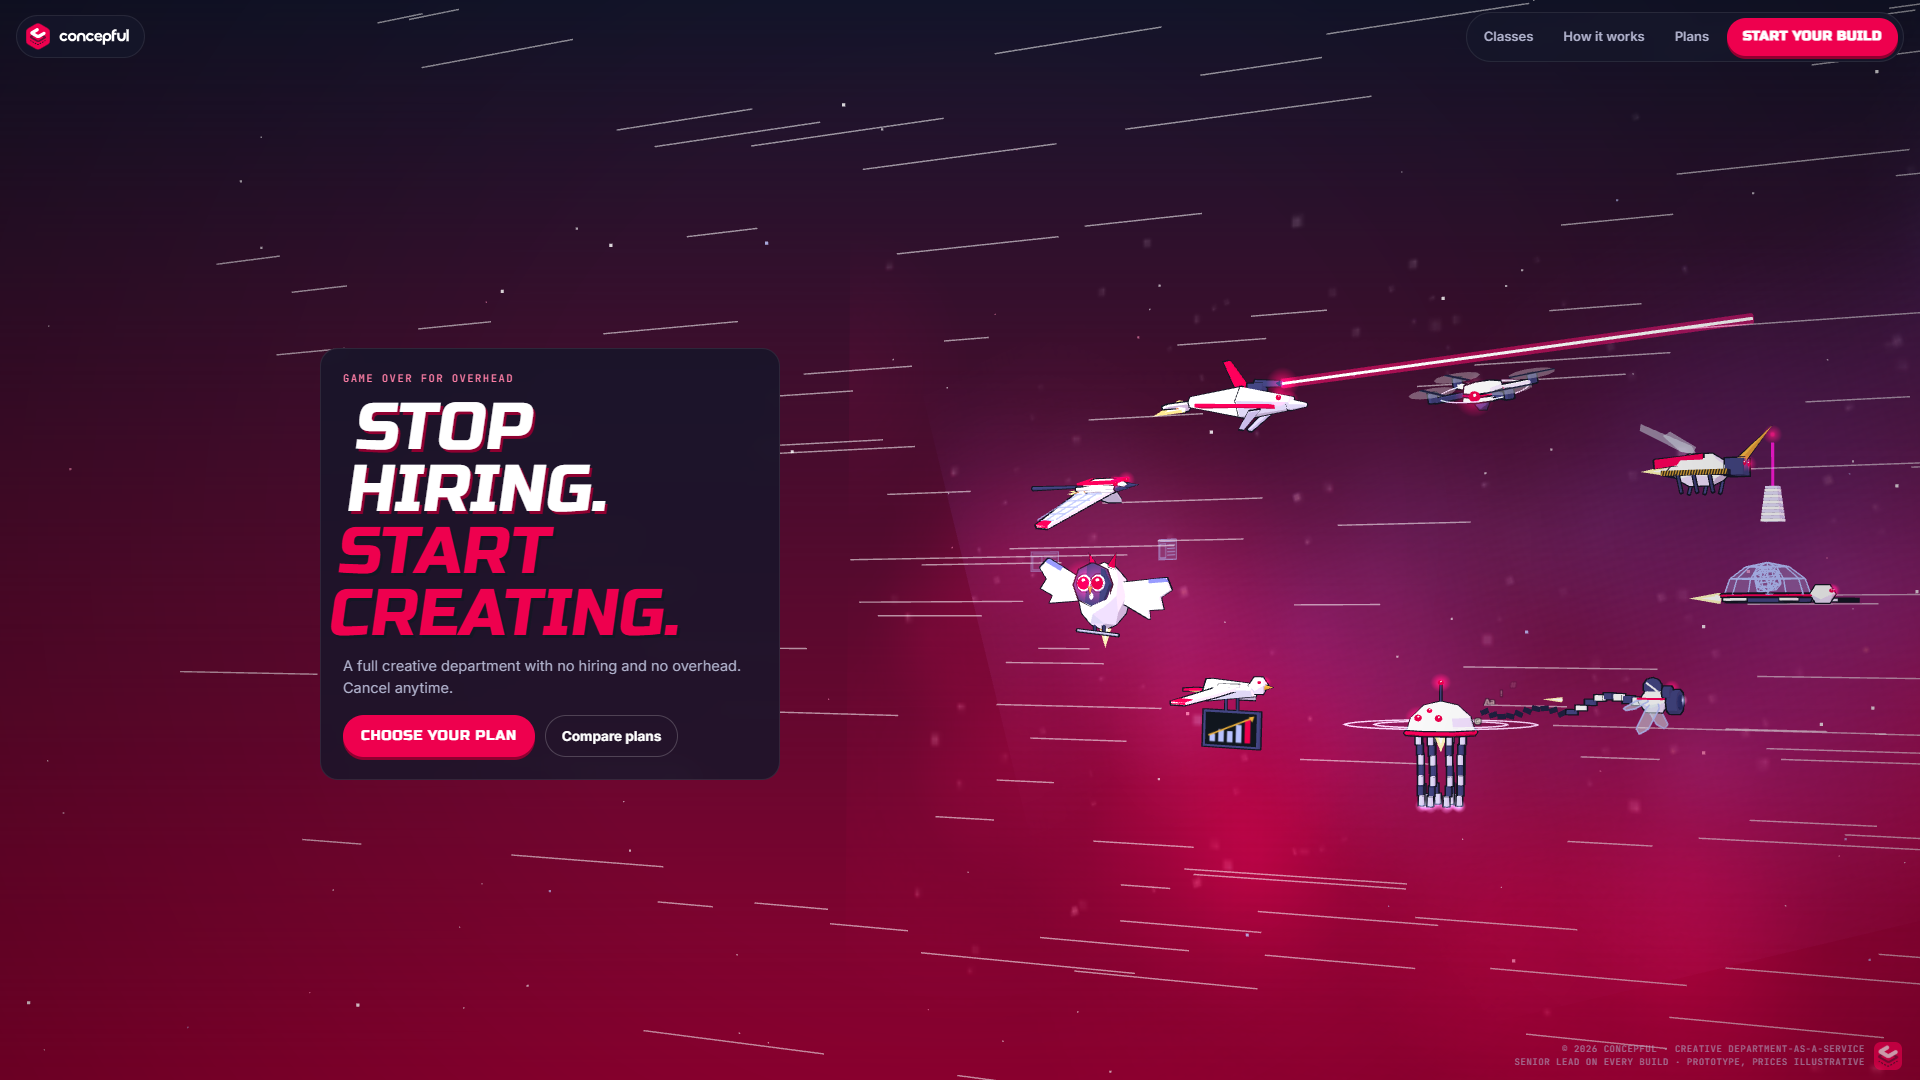 concepful
Classes
How it works
Plans
START YOUR BUILD
GAME OVER FOR OVERHEAD
STOP
HIRING.
START
CREATING.
A full creative department with no hiring and no overhead.
Cancel anytime.
CHOOSE YOUR PLAN
Compare plans
© 2026 CONCEPFUL · CREATIVE DEPARTMENT-AS-A-SERVICE
SENIOR LEAD ON EVERY BUILD · PROTOTYPE, PRICES ILLUSTRATIVE